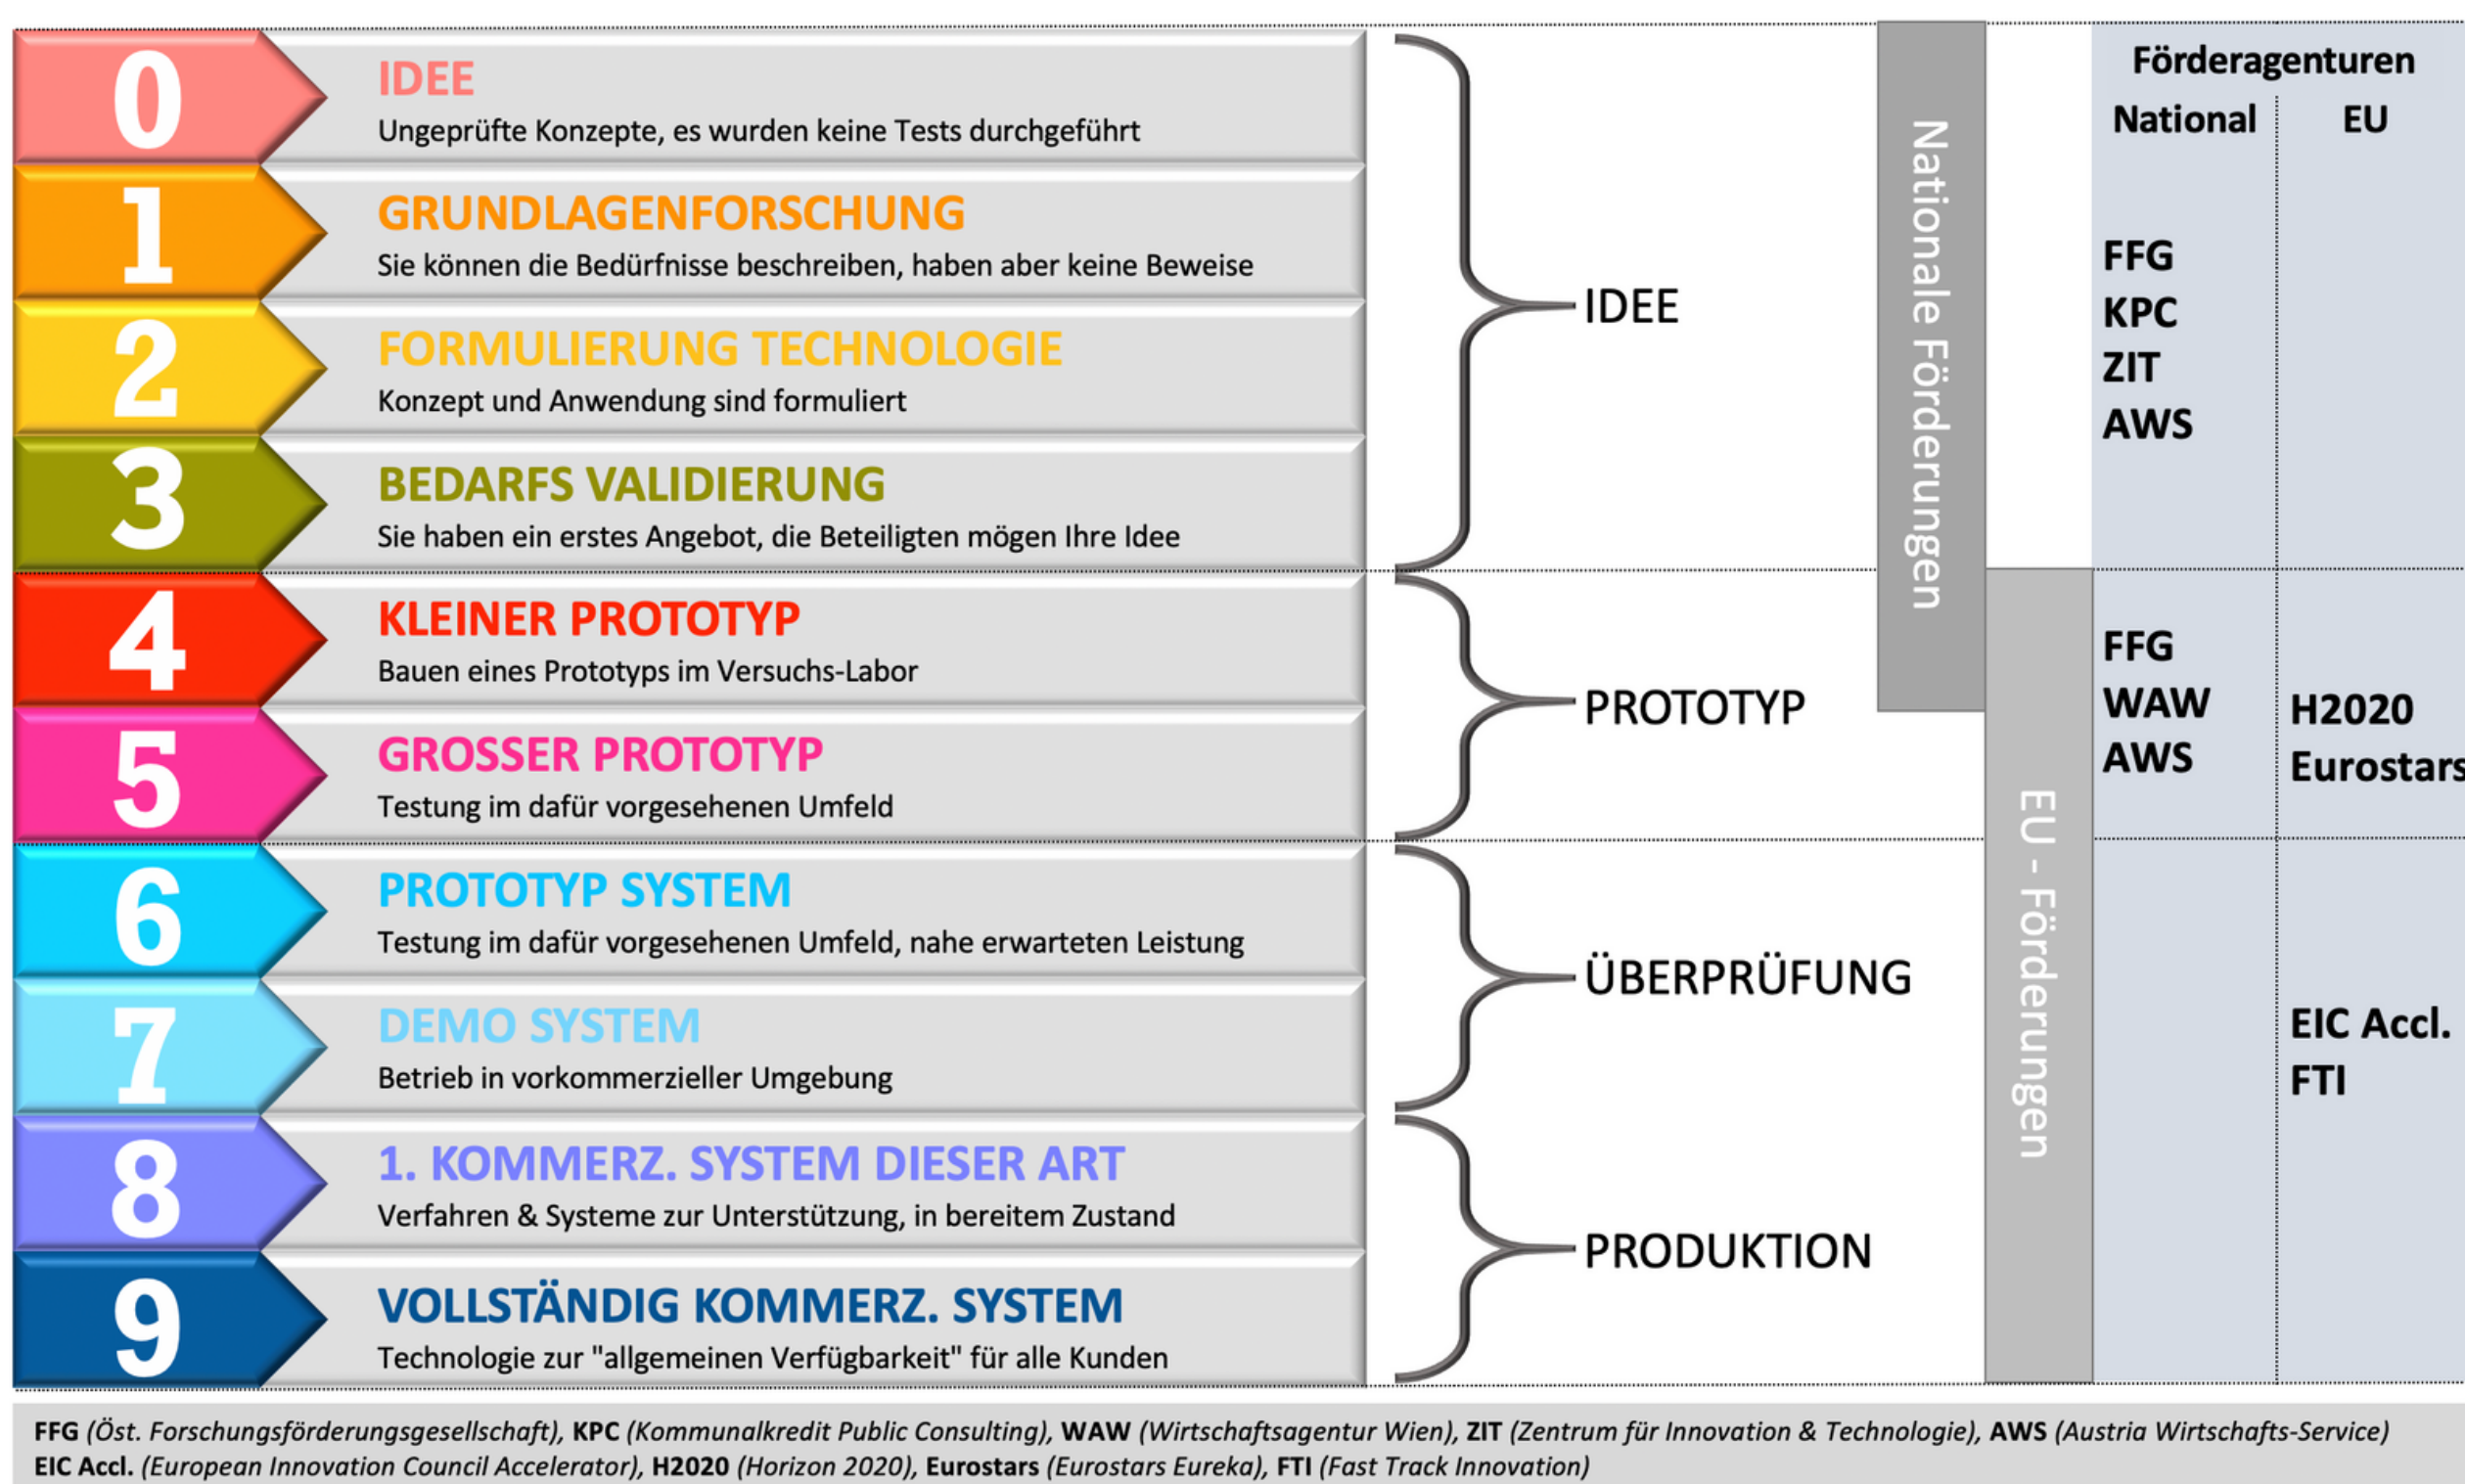 0
IDEE
Ungeprüfte Konzepte, es wurden keine Tests durchgeführt
1
GRUNDLAGENFORSCHUNG
Sie können die Bedürfnisse beschreiben, haben aber keine Beweise
2
FORMULIERUNG TECHNOLOGIE
Konzept und Anwendung sind formuliert
3
BEDARFS VALIDIERUNG
Sie haben ein erstes Angebot, die Beteiligten mögen Ihre Idee
4
KLEINER PROTOTYP
Bauen eines Prototyps im Versuchs-Labor
5
GROSSER PROTOTYP
Testung im dafür vorgesehenen Umfeld
6
PROTOTYP SYSTEM
Testung im dafür vorgesehenen Umfeld, nahe erwarteten Leistung
7
DEMO SYSTEM
Betrieb in vorkommerzieller Umgebung
8
1. KOMMERZ. SYSTEM DIESER ART
Verfahren & Systeme zur Unterstützung, in bereitem Zustand
9
VOLLSTÄNDIG KOMMERZ. SYSTEM
Technologie zur "allgemeinen Verfügbarkeit" für alle Kunden
IDEE
PROTOTYP
ÜBERPRÜFUNG
PRODUKTION
Nationale Förderungen
EU - Förderungen
Förderagenturen
National EU
FFG
KPC
ZIT
AWS
FFG
WAW
AWS
H2020
Eurostars
EIC Accl.
FTI
FFG (Öst. Forschungsförderungsgesellschaft), KPC (Kommunalkredit Public Consulting), WAW (Wirtschaftsagentur Wien), ZIT (Zentrum für Innovation & Technologie), AWS (Austria Wirtschafts-Service)
EIC Accl. (European Innovation Council Accelerator), H2020 (Horizon 2020), Eurostars (Eurostars Eureka), FTI (Fast Track Innovation)